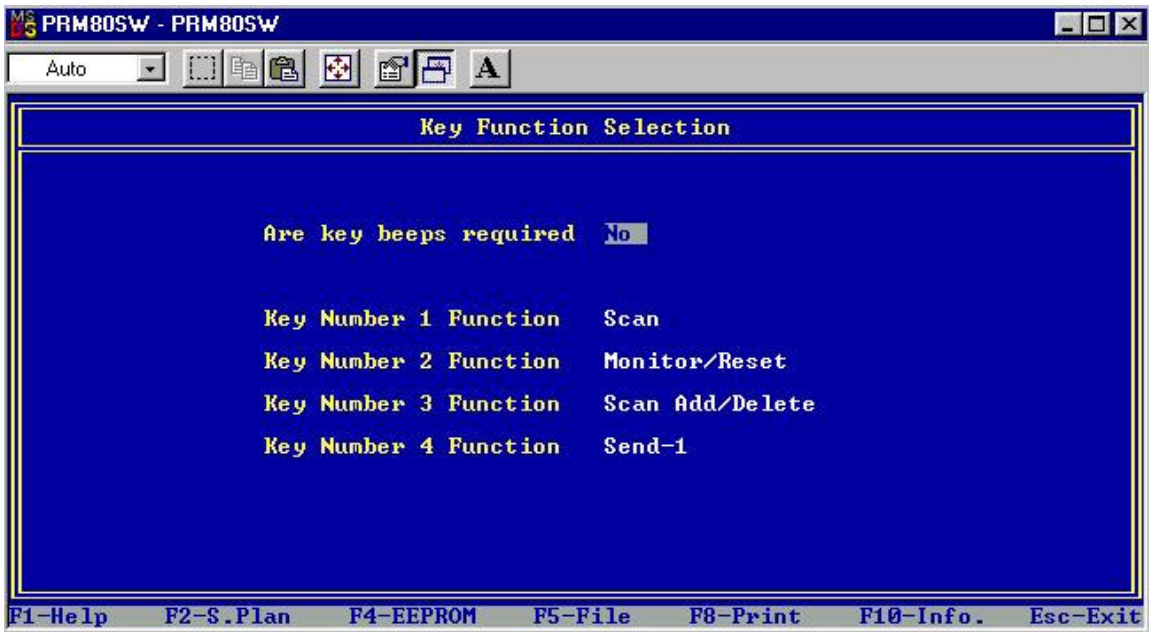 PRM80SW - PRM80SW
Auto A
Key Function Selection
Are key beeps required No
Key Number 1 Function Scan
Key Number 2 Function Monitor/Reset
Key Number 3 Function Scan Add/Delete
Key Number 4 Function Send-1
F1-Help F2-S.Plan F4-EEPROM F5-File F8-Print F10-Info. Esc-Exit